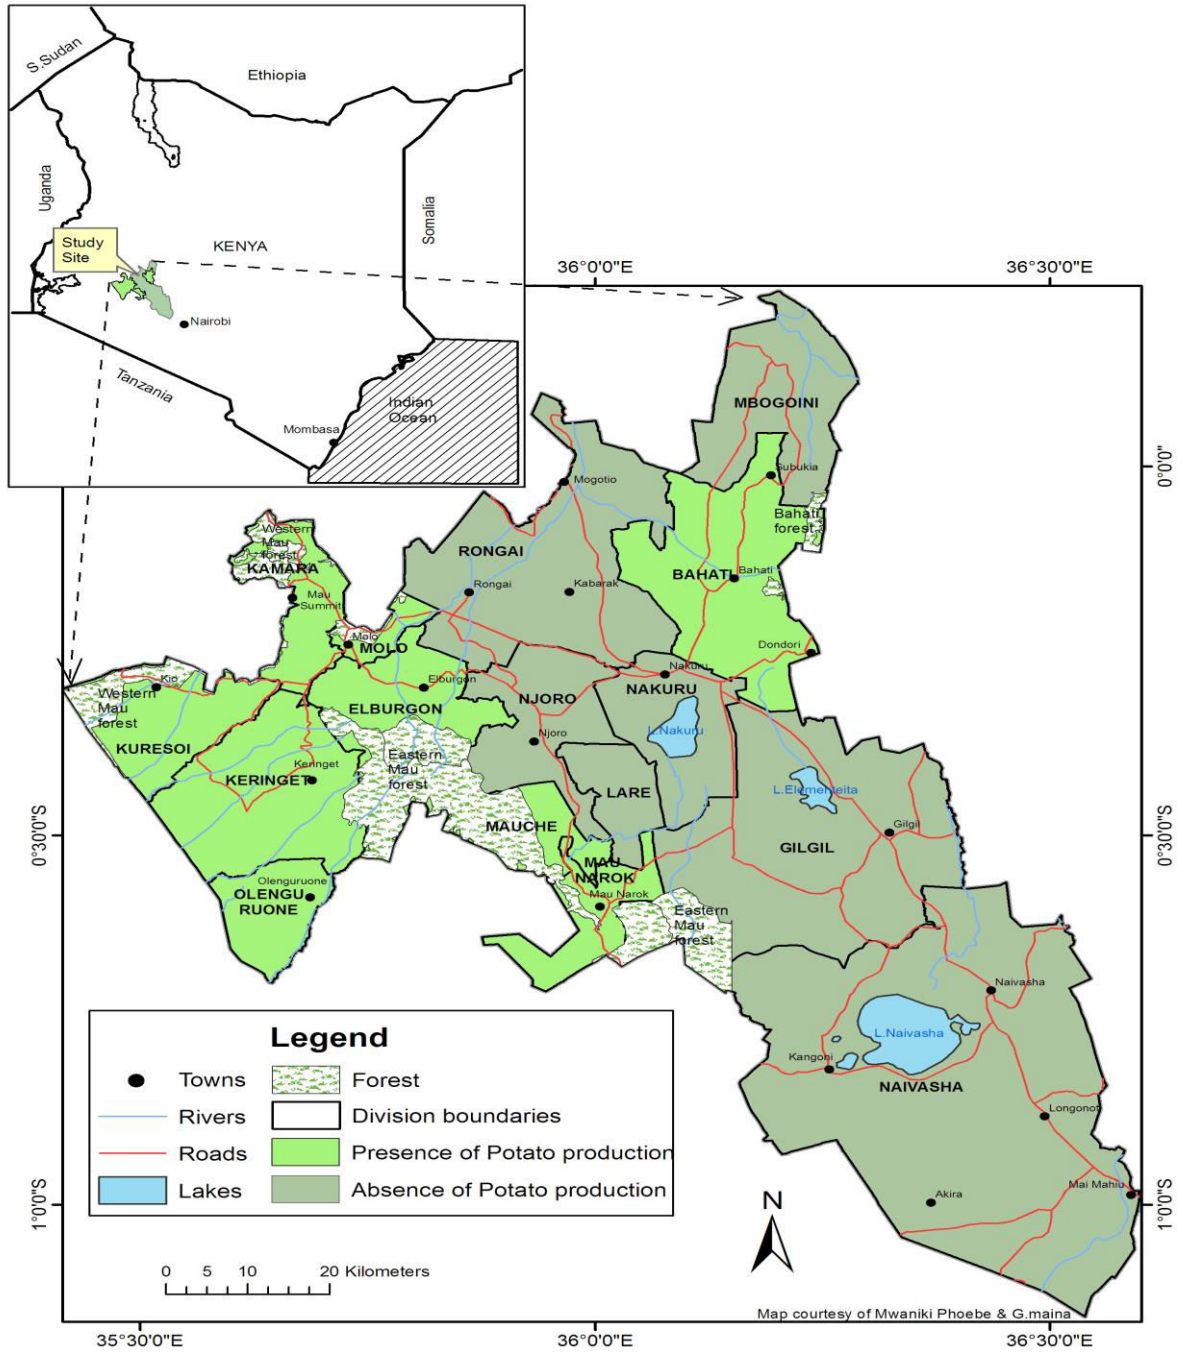 S.Sudan
Ethiopia
Uganda
Somalia
Study
Site
KENYA
Nairobi
Tanzania
Indian
Ocean
Mombasa
36°0'0"E
36°30'0"E
MBOGOINI
Subukia
0°0'0"
Mogotio
Bahati
forest
Western
Mau
forest
KAMARA
RONGAI
BAHATI
Bahati
Rongai
Kabarak
Mau
Summit
Molo
MOLO
Dondori
Nakuru
Western
Mau
forest
Kio
Elburgon
ELBURGON
NJORO
NAKURU
L.Nakuru
KURESOI
Njoro
Keringet
KERINGET
Eastern
Mau
forest
LARE
L.Elementeita
MAUCHE
Gilgil
GILGIL
0°30'0"S
0°30'0"S
MAU
NAROK
Mau Narok
Olenguruone
OLENGU
RUONE
Eastern
Mau
forest
Naivasha
L.Naivasha
Kangoni
NAIVASHA
Longonot
Akira
Mai Mahiu
1°0'0"S
1°0'0"S
Legend
Towns
Forest
Rivers
Division boundaries
Roads
Presence of Potato production
Lakes
Absence of Potato production
N
0 5 10 20 Kilometers
Map courtesy of Mwaniki Phoebe & G.maina
35°30'0"E
36°0'0"E
36°30'0"E